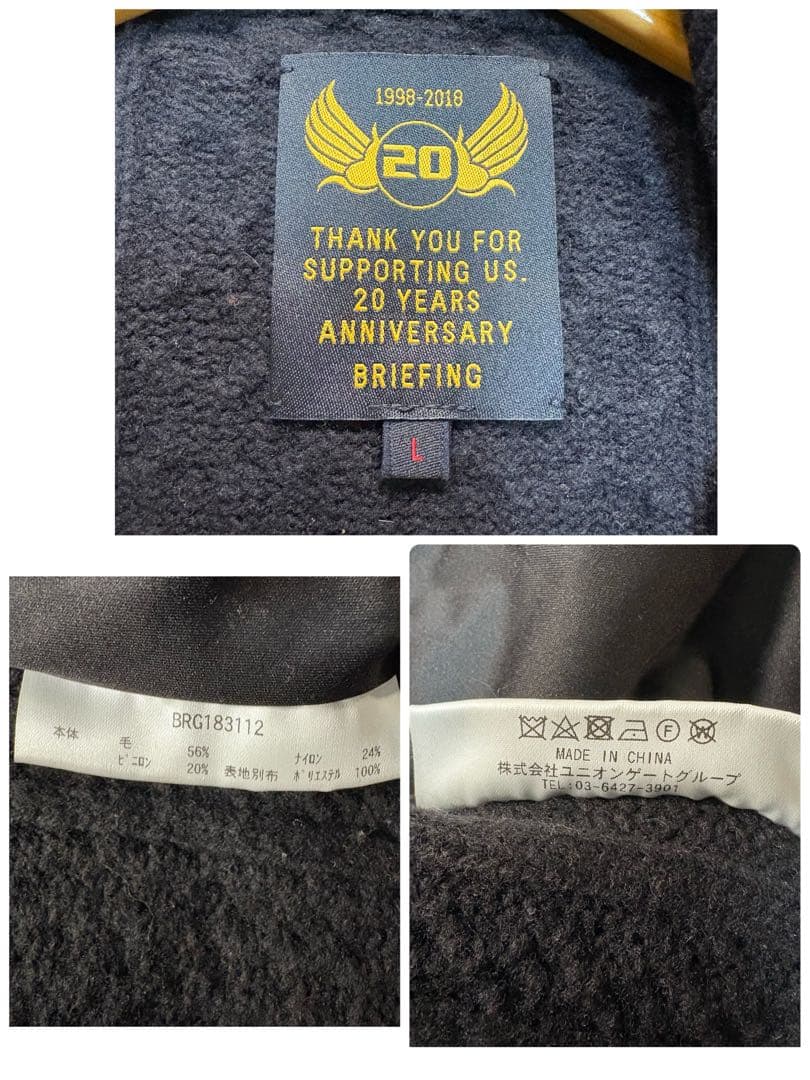 1998-2018
20
THANK YOU FOR
SUPPORTING US.
20 YEARS
ANNIVERSARY
BRIEFING
L
BRG183112
本体 毛 56% ナイロン 24%
ビニロン 20% 表地別布 ポリエステル 100%
MADE IN CHINA
株式会社ユニオンゲートグループ
TEL:03-6427-3901